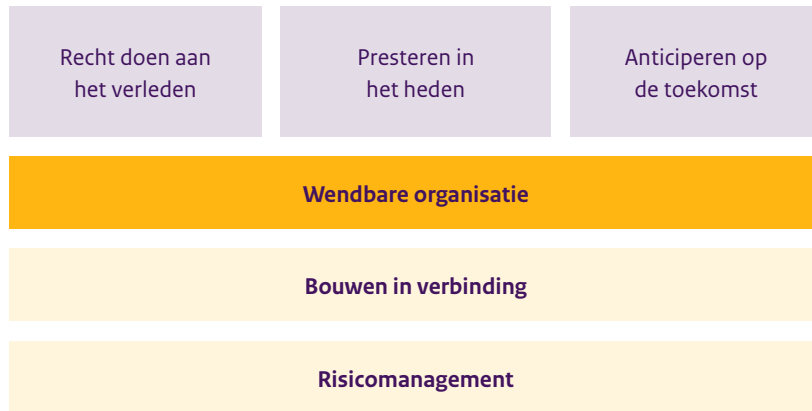 Recht doen aan
het verleden
Presteren in
het heden
Anticiperen op
de toekomst
Wendbare organisatie
Bouwen in verbinding
Risicomanagement